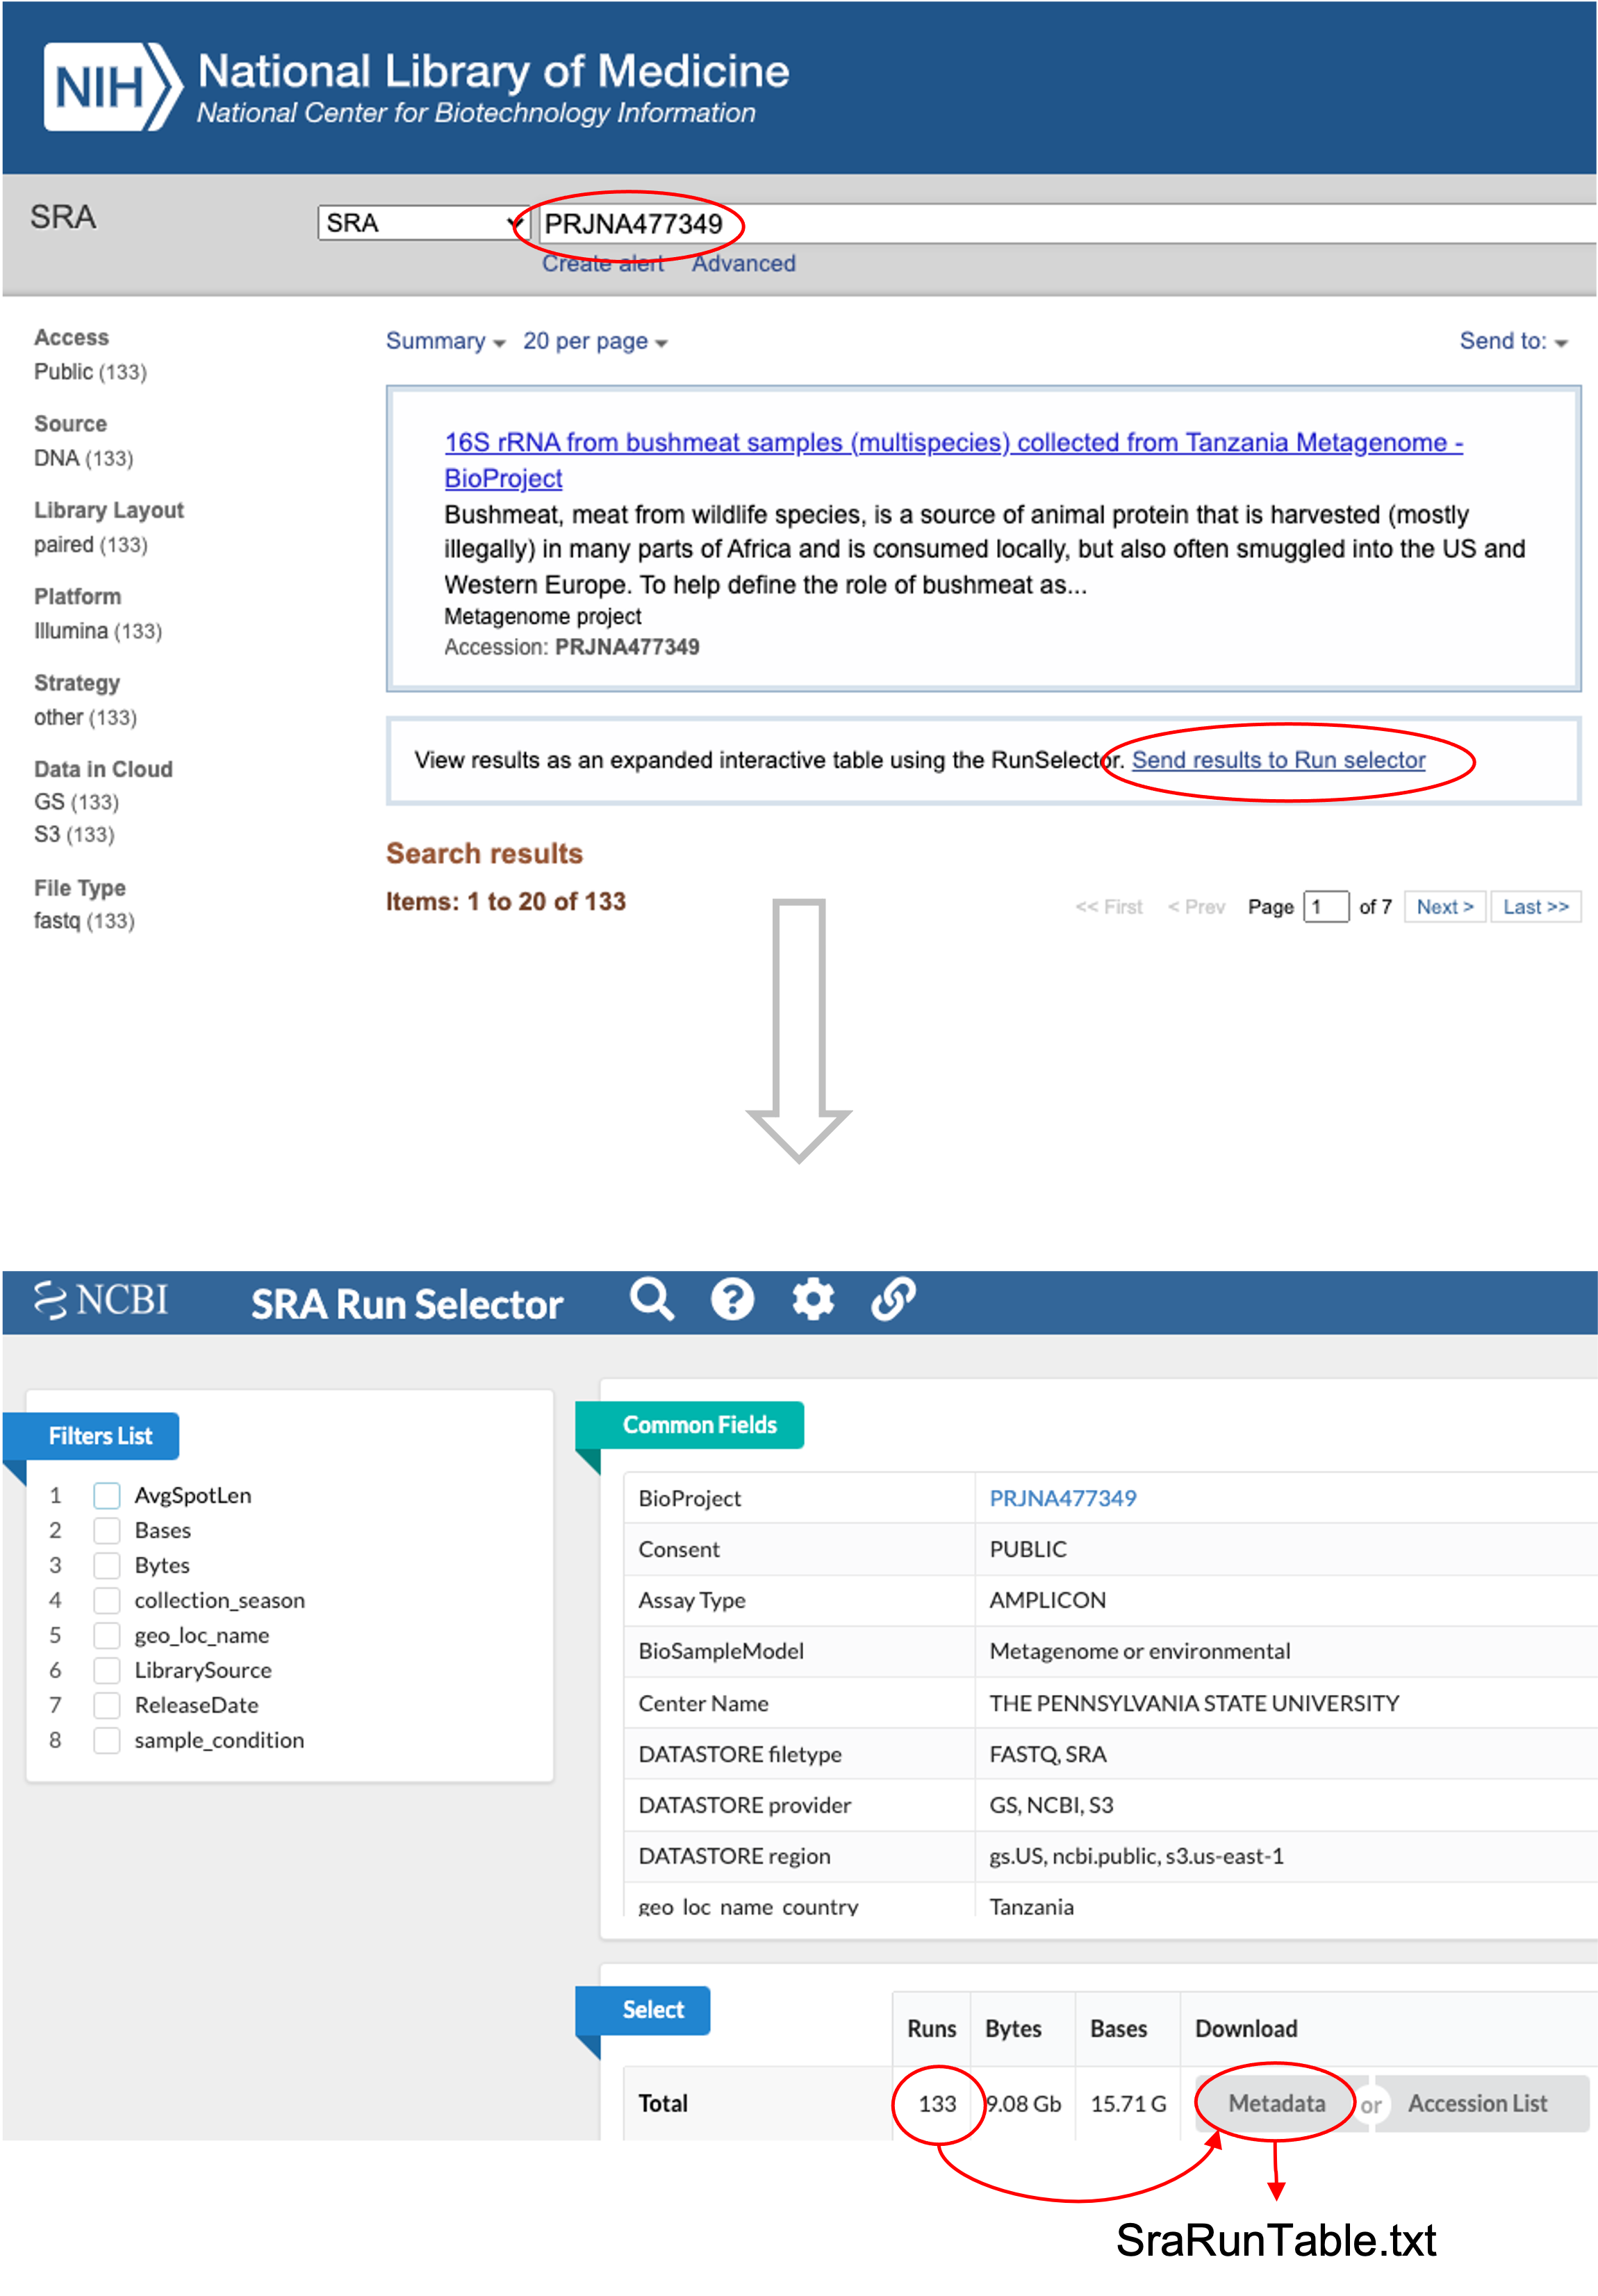 NIH
National Library of Medicine
National Center for Biotechnology Information
SRA
SRA
PRJNA477349
Create alert Advanced
Access
Public (133)
Source
DNA (133)
Library Layout
paired (133)
Platform
Illumina (133)
Strategy
other (133)
Data in Cloud
GS (133)
S3 (133)
File Type
fastq (133)
Summary 20 per page Send to:
16S rRNA from bushmeat samples (multispecies) collected from Tanzania Metagenome -
BioProject
Bushmeat, meat from wildlife species, is a source of animal protein that is harvested (mostly
illegally) in many parts of Africa and is consumed locally, but also often smuggled into the US and
Western Europe. To help define the role of bushmeat as...
Metagenome project
Accession: PRJNA477349
View results as an expanded interactive table using the RunSelector. Send results to Run selector
Search results
Items: 1 to 20 of 133
<< First < Prev Page 1 of 7 Next > Last >>
NCBI SRA Run Selector
Filters List
1 AvgSpotLen
2 Bases
3 Bytes
4 collection_season
5 geo_loc_name
6 LibrarySource
7 ReleaseDate
8 sample_condition
Common Fields
BioProject PRJNA477349
Consent PUBLIC
Assay Type AMPLICON
BioSampleModel Metagenome or environmental
Center Name THE PENNSYLVANIA STATE UNIVERSITY
DATASTORE filetype FASTQ, SRA
DATASTORE provider GS, NCBI, S3
DATASTORE region gs.US, ncbi.public, s3.us-east-1
geo_loc_name_country Tanzania
Select
Runs Bytes Bases Download
Total 133 9.08 Gb 15.71 G Metadata or Accession List
SraRunTable.txt